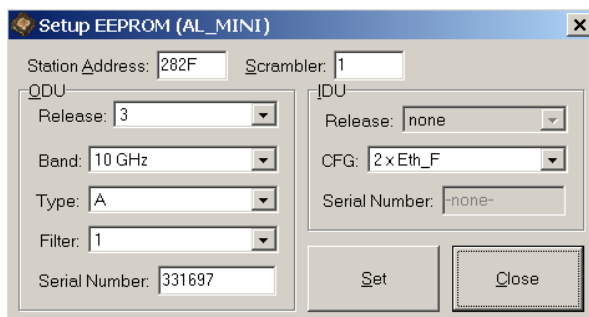 Setup EEPROM (AL_MINI)
Station Address: 282F Scrambler: 1
ODU
Release: 3
Band: 10 GHz
Type: A
Filter: 1
Serial Number: 331697
IDU
Release: none
CFG: 2 x Eth_F
Serial Number: -none-
Set Close